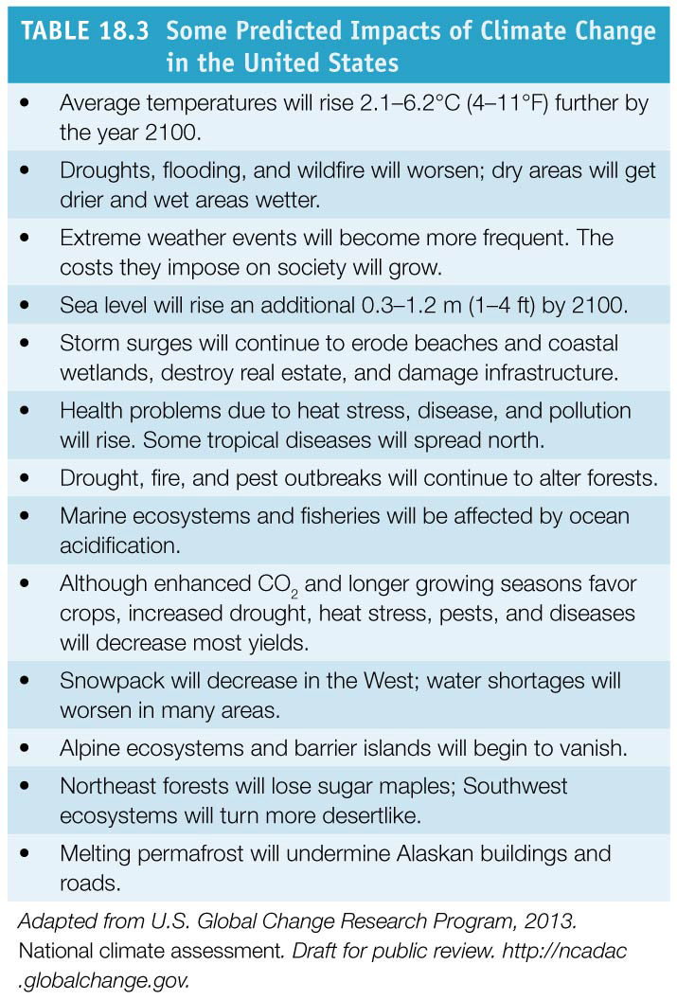 TABLE 18.3 Some Predicted Impacts of Climate Change
in the United States
• Average temperatures will rise 2.1–6.2°C (4–11°F) further by
the year 2100.
• Droughts, flooding, and wildfire will worsen; dry areas will get
drier and wet areas wetter.
• Extreme weather events will become more frequent. The
costs they impose on society will grow.
• Sea level will rise an additional 0.3–1.2 m (1–4 ft) by 2100.
• Storm surges will continue to erode beaches and coastal
wetlands, destroy real estate, and damage infrastructure.
• Health problems due to heat stress, disease, and pollution
will rise. Some tropical diseases will spread north.
• Drought, fire, and pest outbreaks will continue to alter forests.
• Marine ecosystems and fisheries will be affected by ocean
acidification.
• Although enhanced CO₂ and longer growing seasons favor
crops, increased drought, heat stress, pests, and diseases
will decrease most yields.
• Snowpack will decrease in the West; water shortages will
worsen in many areas.
• Alpine ecosystems and barrier islands will begin to vanish.
• Northeast forests will lose sugar maples; Southwest
ecosystems will turn more desertlike.
• Melting permafrost will undermine Alaskan buildings and
roads.
Adapted from U.S. Global Change Research Program, 2013.
National climate assessment. Draft for public review. http://ncadac
.globalchange.gov.